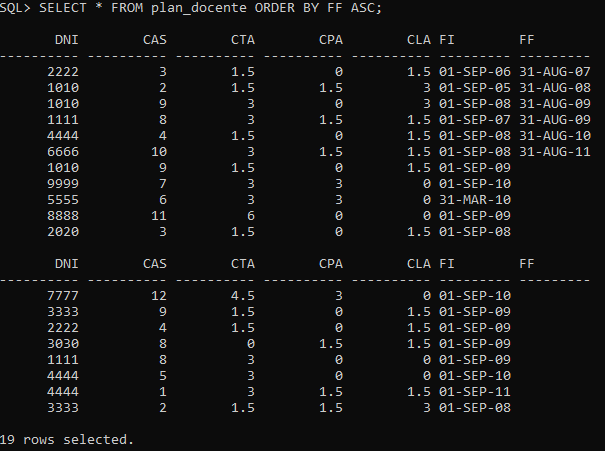 SQL> SELECT * FROM plan_docente ORDER BY FF ASC;
DNI CAS CTA CPA CLA FI FF
---------- ---------- ---------- ---------- ---------- --------- ---------
2222 3 1.5 0 1.5 01-SEP-06 31-AUG-07
1010 2 1.5 1.5 3 01-SEP-05 31-AUG-08
1010 9 3 0 3 01-SEP-08 31-AUG-09
1111 8 3 1.5 1.5 01-SEP-07 31-AUG-09
4444 4 1.5 0 1.5 01-SEP-08 31-AUG-10
6666 10 3 1.5 1.5 01-SEP-08 31-AUG-11
1010 9 1.5 0 1.5 01-SEP-09
9999 7 3 3 0 01-SEP-10
5555 6 3 3 0 31-MAR-10
8888 11 6 0 0 01-SEP-09
2020 3 1.5 0 1.5 01-SEP-08
DNI CAS CTA CPA CLA FI FF
---------- ---------- ---------- ---------- ---------- --------- ---------
7777 12 4.5 3 0 01-SEP-10
3333 9 1.5 0 1.5 01-SEP-09
2222 4 1.5 0 1.5 01-SEP-09
3030 8 0 1.5 1.5 01-SEP-09
1111 8 3 0 0 01-SEP-09
4444 5 3 0 0 01-SEP-10
4444 1 3 1.5 1.5 01-SEP-11
3333 2 1.5 1.5 3 01-SEP-08
19 rows selected.